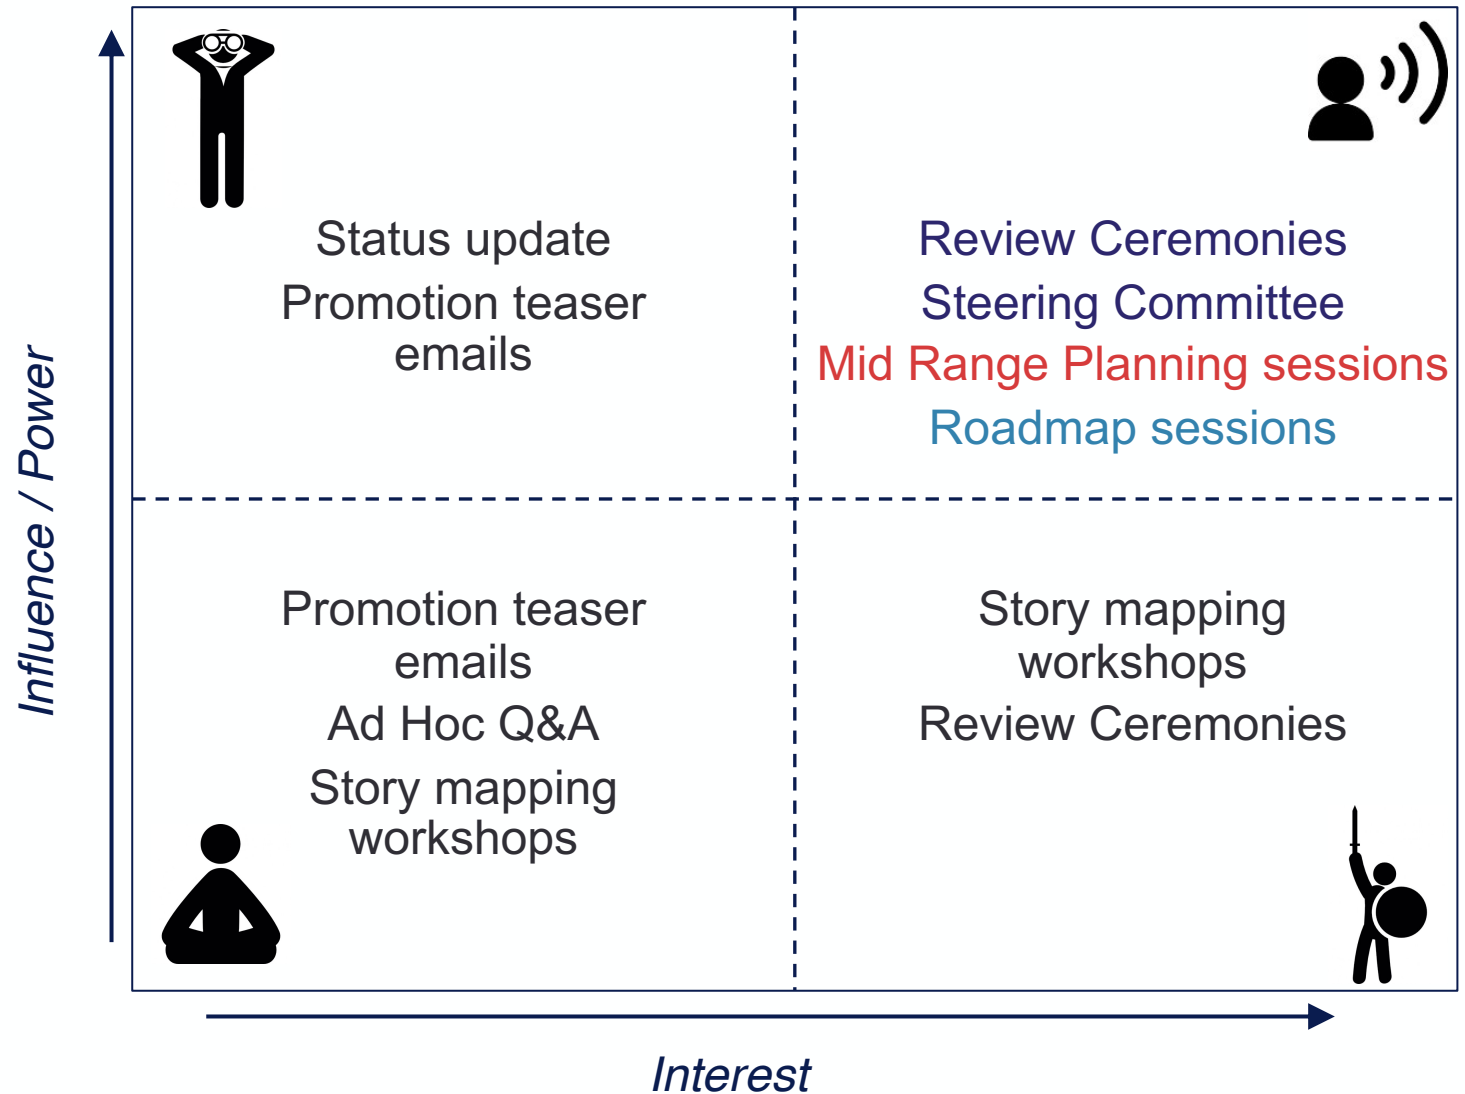 Status update
Promotion teaser
emails
Review Ceremonies
Steering Committee
Mid Range Planning sessions
Roadmap sessions
Influence / Power
Promotion teaser
emails
Ad Hoc Q&A
Story mapping
workshops
Story mapping
workshops
Review Ceremonies
Interest